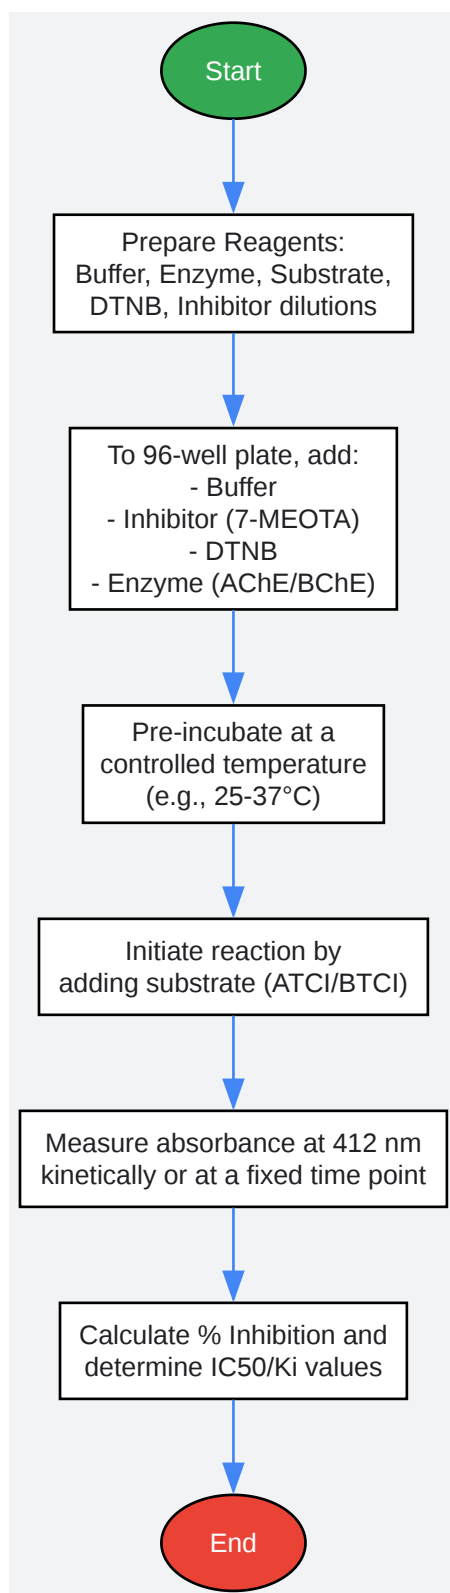 Start
Prepare Reagents:
Buffer, Enzyme, Substrate,
DTNB, Inhibitor dilutions
To 96-well plate, add:
- Buffer
- Inhibitor (7-MEOTA)
- DTNB
- Enzyme (AChE/BChE)
Pre-incubate at a
controlled temperature
(e.g., 25-37°C)
Initiate reaction by
adding substrate (ATCI/BTCI)
Measure absorbance at 412 nm
kinetically or at a fixed time point
Calculate % Inhibition and
determine IC50/Ki values
End